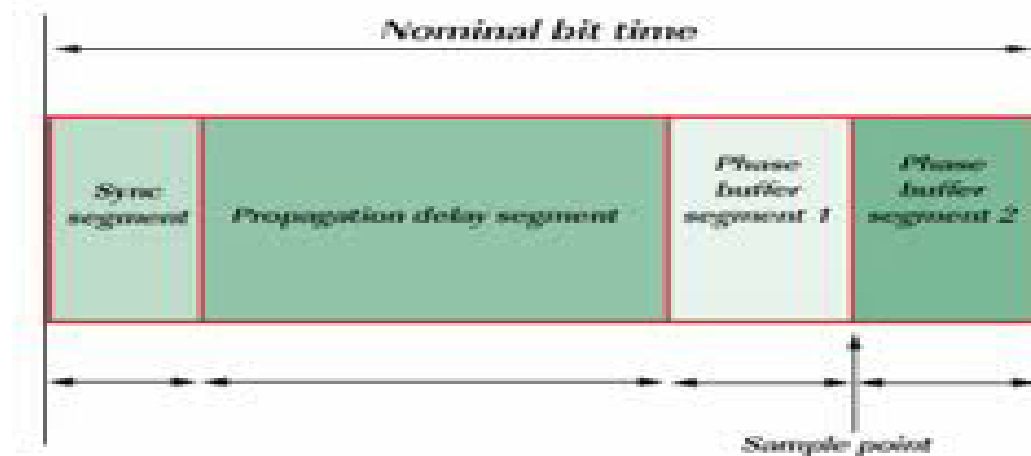 Nominal bit time
Sync
segment
Propagation delay segment
Phase
buffer
segment 1
Phase
buffer
segment 2
Sample point